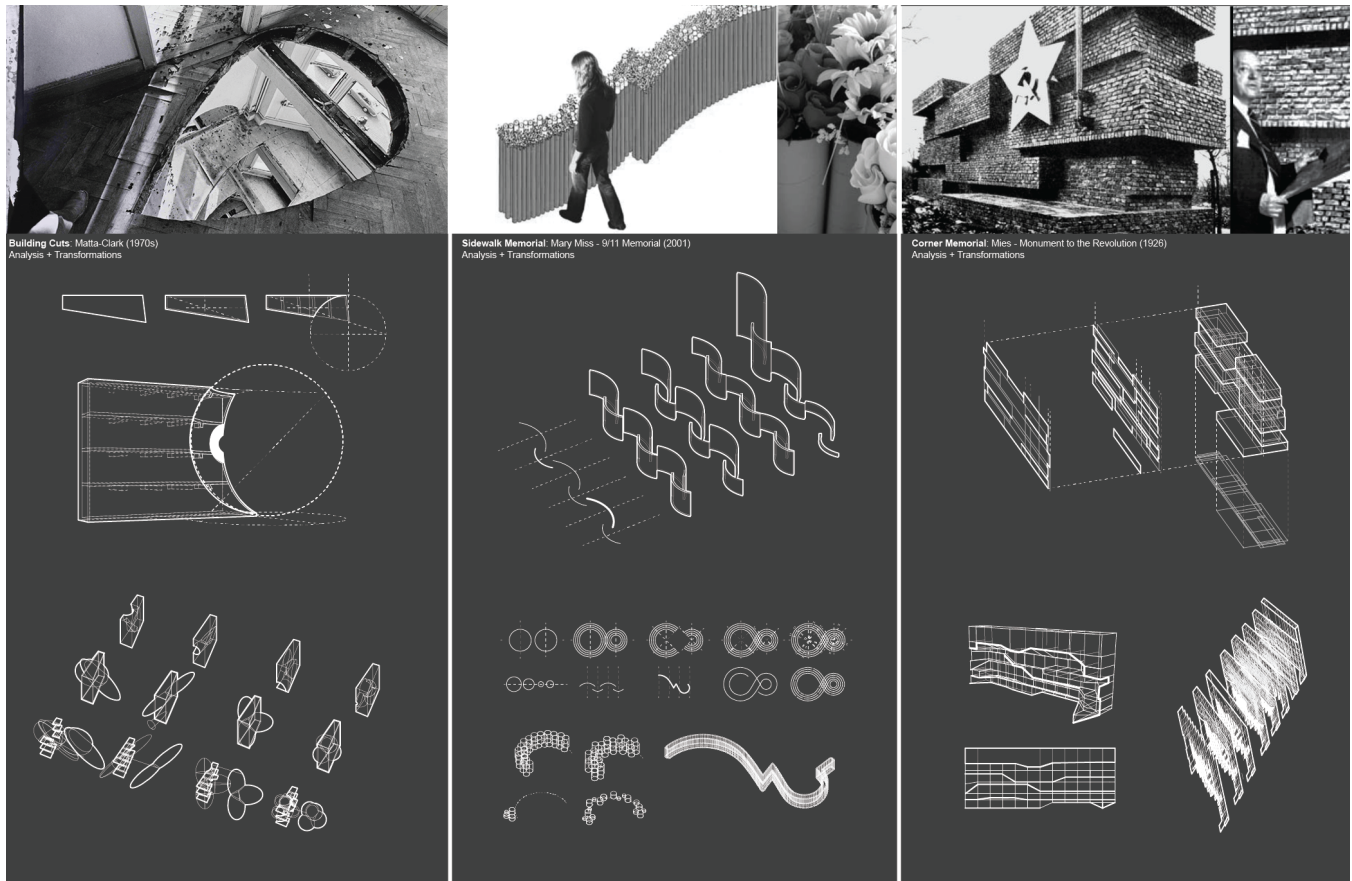 Building Cuts: Matta-Clark (1970s)
Analysis + Transformations
Sidewalk Memorial: Mary Miss - 9/11 Memorial (2001)
Analysis + Transformations
Corner Memorial: Mies - Monument to the Revolution (1926)
Analysis + Transformations